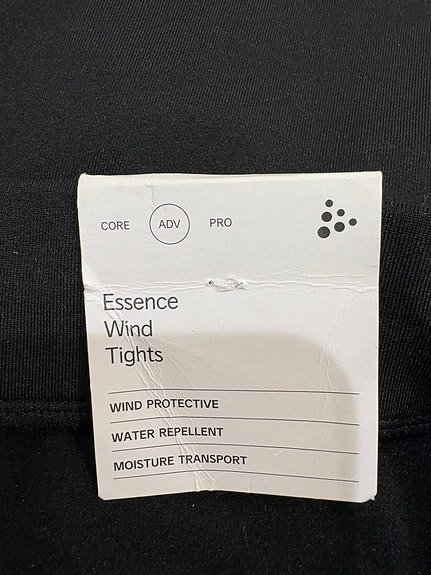 CORE ADV PRO
Essence
Wind
Tights
WIND PROTECTIVE
WATER REPELLENT
MOISTURE TRANSPORT